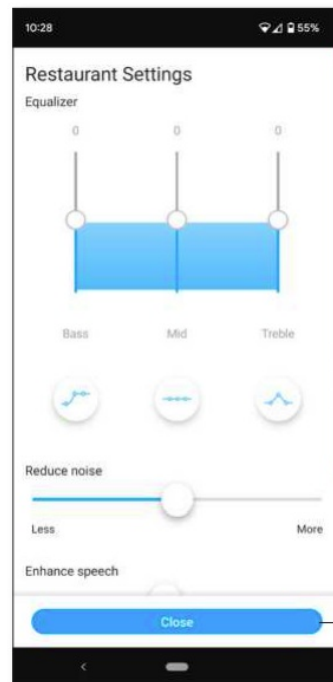 10:28 55%
Restaurant Settings
Equalizer
0 0 0
Bass Mid Treble
Reduce noise
Less More
Enhance speech
Close